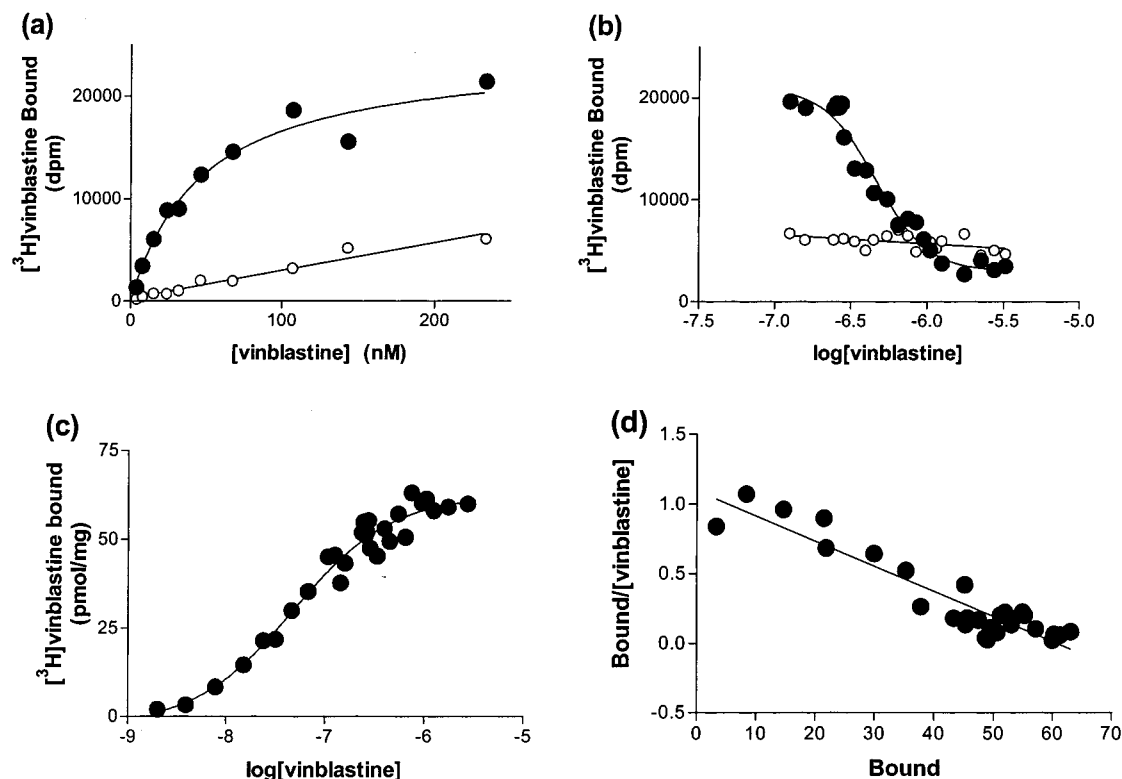 (a)
[³H]vinblastine Bound
(dpm)
20000
10000
0
0 100 200
[vinblastine] (nM)
(b)
[³H]vinblastine Bound
(dpm)
20000
10000
0
-7.5 -7.0 -6.5 -6.0 -5.5 -5.0
log[vinblastine]
(c)
[³H]vinblastine bound
(pmol/mg)
75
50
25
0
-9 -8 -7 -6 -5
log[vinblastine]
(d)
Bound/[vinblastine]
1.5
1.0
0.5
0.0
-0.5
0 10 20 30 40 50 60 70
Bound